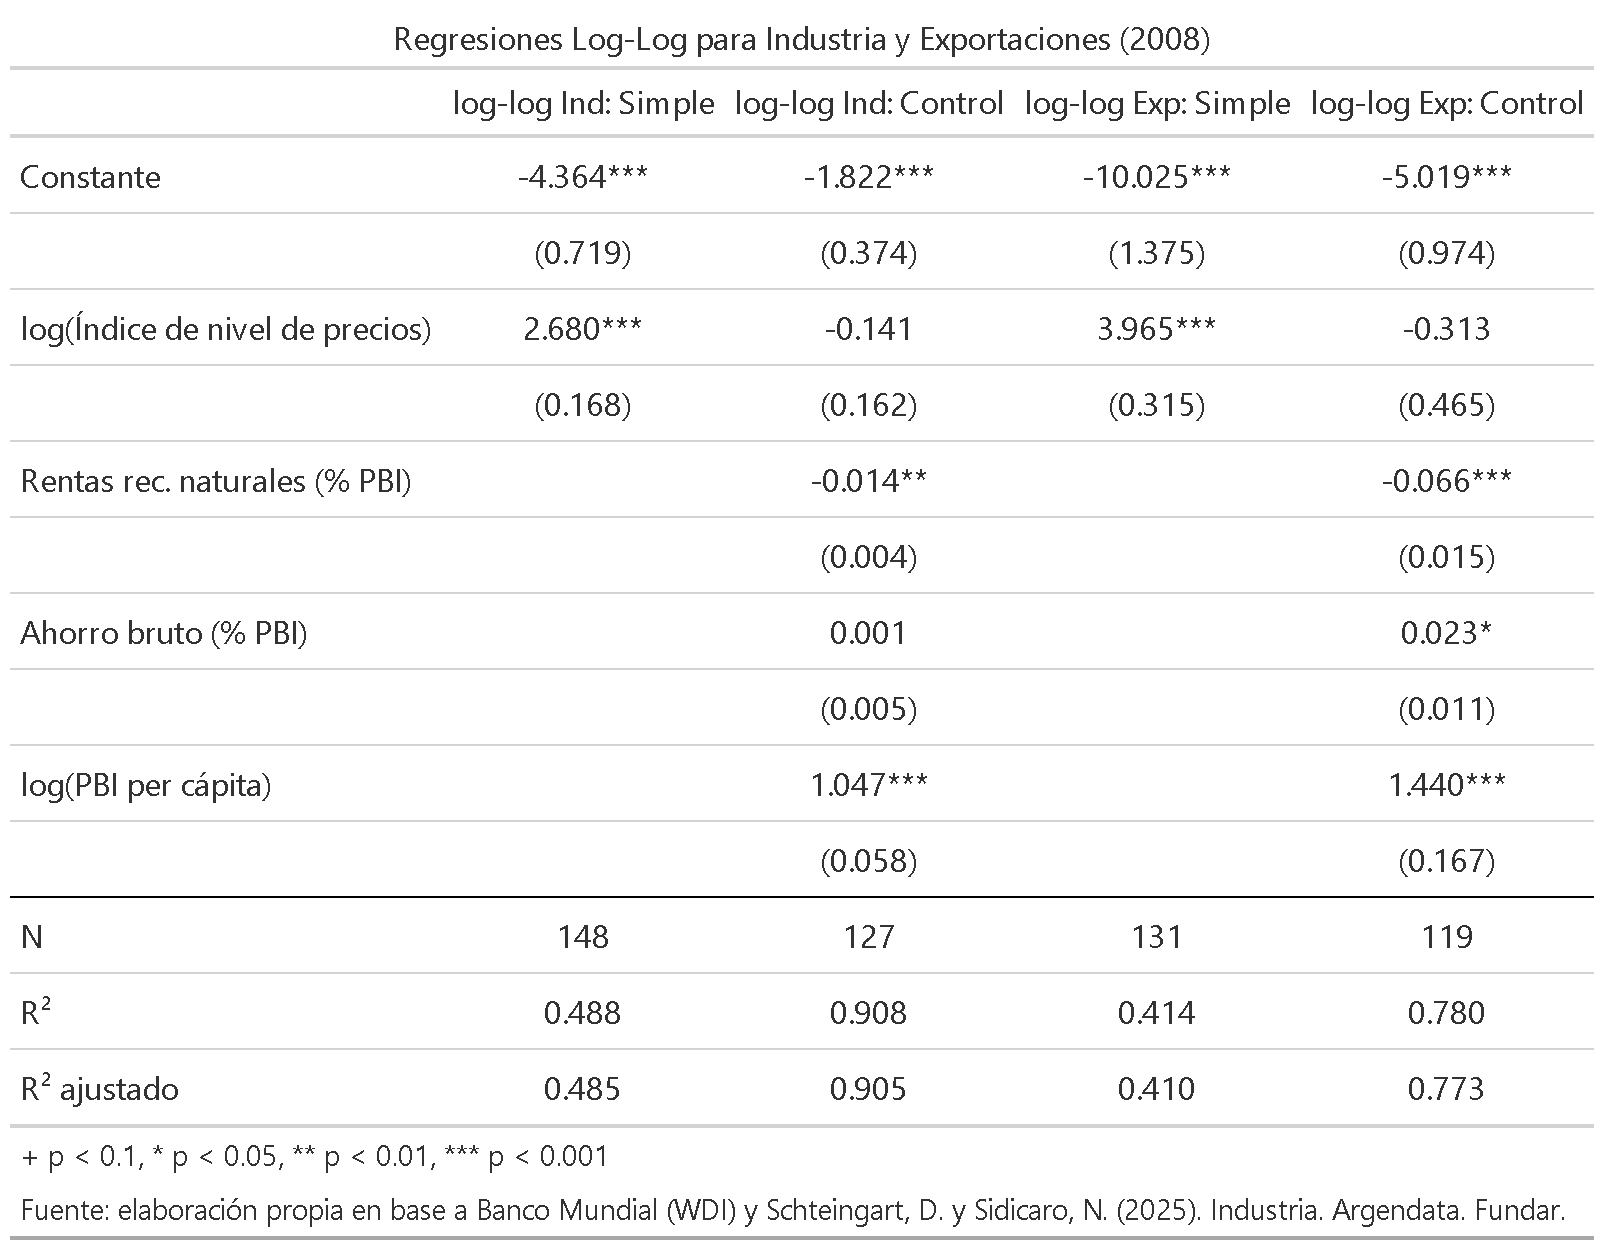 Regresiones Log-Log para Industria y Exportaciones (2008)
log-log Ind: Simple log-log Ind: Control log-log Exp: Simple log-log Exp: Control
Constante -4.364*** -1.822*** -10.025*** -5.019***
(0.719) (0.374) (1.375) (0.974)
log(Índice de nivel de precios) 2.680*** -0.141 3.965*** -0.313
(0.168) (0.162) (0.315) (0.465)
Rentas rec. naturales (% PBI) -0.014** -0.066***
(0.004) (0.015)
Ahorro bruto (% PBI) 0.001 0.023*
(0.005) (0.011)
log(PBI per cápita) 1.047*** 1.440***
(0.058) (0.167)
N 148 127 131 119
R² 0.488 0.908 0.414 0.780
R² ajustado 0.485 0.905 0.410 0.773
+ p < 0.1, * p < 0.05, ** p < 0.01, *** p < 0.001
Fuente: elaboración propia en base a Banco Mundial (WDI) y Schteingart, D. y Sidicaro, N. (2025). Industria. Argendata. Fundar.